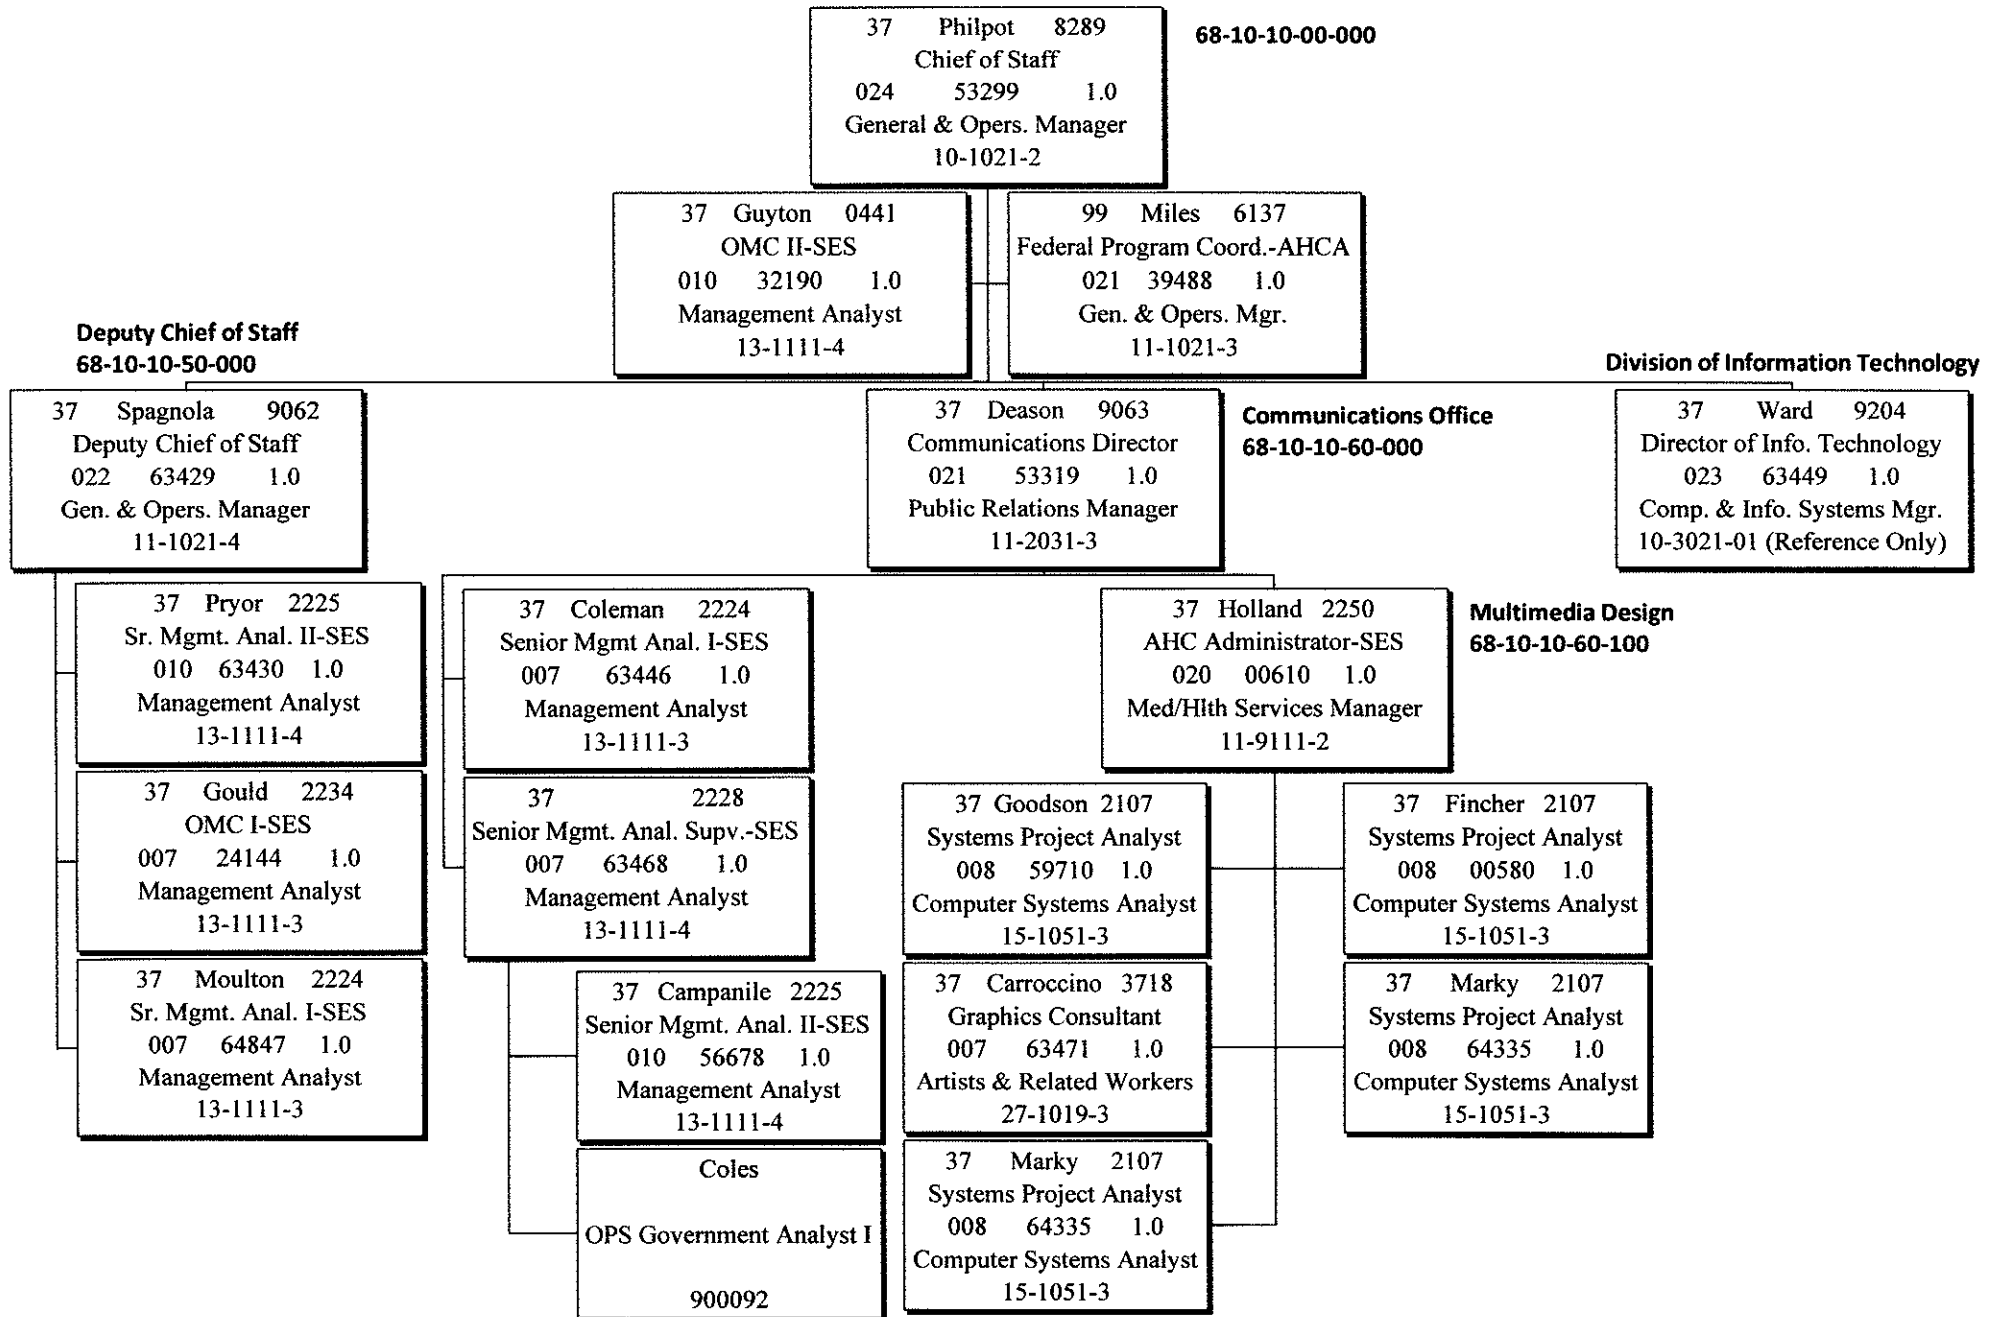 37 Philpot 8289
Chief of Staff
024 53299 1.0
General & Opers. Manager
10-1021-2
68-10-10-00-000
37 Guyton 0441
OMC II-SES
010 32190 1.0
Management Analyst
13-1111-4
99 Miles 6137
Federal Program Coord.-AHCA
021 39488 1.0
Gen. & Opers. Mgr.
11-1021-3
Deputy Chief of Staff
68-10-10-50-000
37 Spagnola 9062
Deputy Chief of Staff
022 63429 1.0
Gen. & Opers. Manager
11-1021-4
37 Deason 9063
Communications Director
021 53319 1.0
Public Relations Manager
11-2031-3
Communications Office
68-10-10-60-000
Division of Information Technology
37 Ward 9204
Director of Info. Technology
023 63449 1.0
Comp. & Info. Systems Mgr.
10-3021-01 (Reference Only)
37 Pryor 2225
Sr. Mgmt. Anal. II-SES
010 63430 1.0
Management Analyst
13-1111-4
37 Gould 2234
OMC I-SES
007 24144 1.0
Management Analyst
13-1111-3
37 Moulton 2224
Sr. Mgmt. Anal. I-SES
007 64847 1.0
Management Analyst
13-1111-3
37 Coleman 2224
Senior Mgmt Anal. I-SES
007 63446 1.0
Management Analyst
13-1111-3
37 2228
Senior Mgmt. Anal. Supv.-SES
007 63468 1.0
Management Analyst
13-1111-4
37 Campanile 2225
Senior Mgmt. Anal. II-SES
010 56678 1.0
Management Analyst
13-1111-4
Coles
OPS Government Analyst I
900092
37 Holland 2250
AHC Administrator-SES
020 00610 1.0
Med/Hlth Services Manager
11-9111-2
Multimedia Design
68-10-10-60-100
37 Goodson 2107
Systems Project Analyst
008 59710 1.0
Computer Systems Analyst
15-1051-3
37 Fincher 2107
Systems Project Analyst
008 00580 1.0
Computer Systems Analyst
15-1051-3
37 Carroccino 3718
Graphics Consultant
007 63471 1.0
Artists & Related Workers
27-1019-3
37 Marky 2107
Systems Project Analyst
008 64335 1.0
Computer Systems Analyst
15-1051-3
37 Marky 2107
Systems Project Analyst
008 64335 1.0
Computer Systems Analyst
15-1051-3